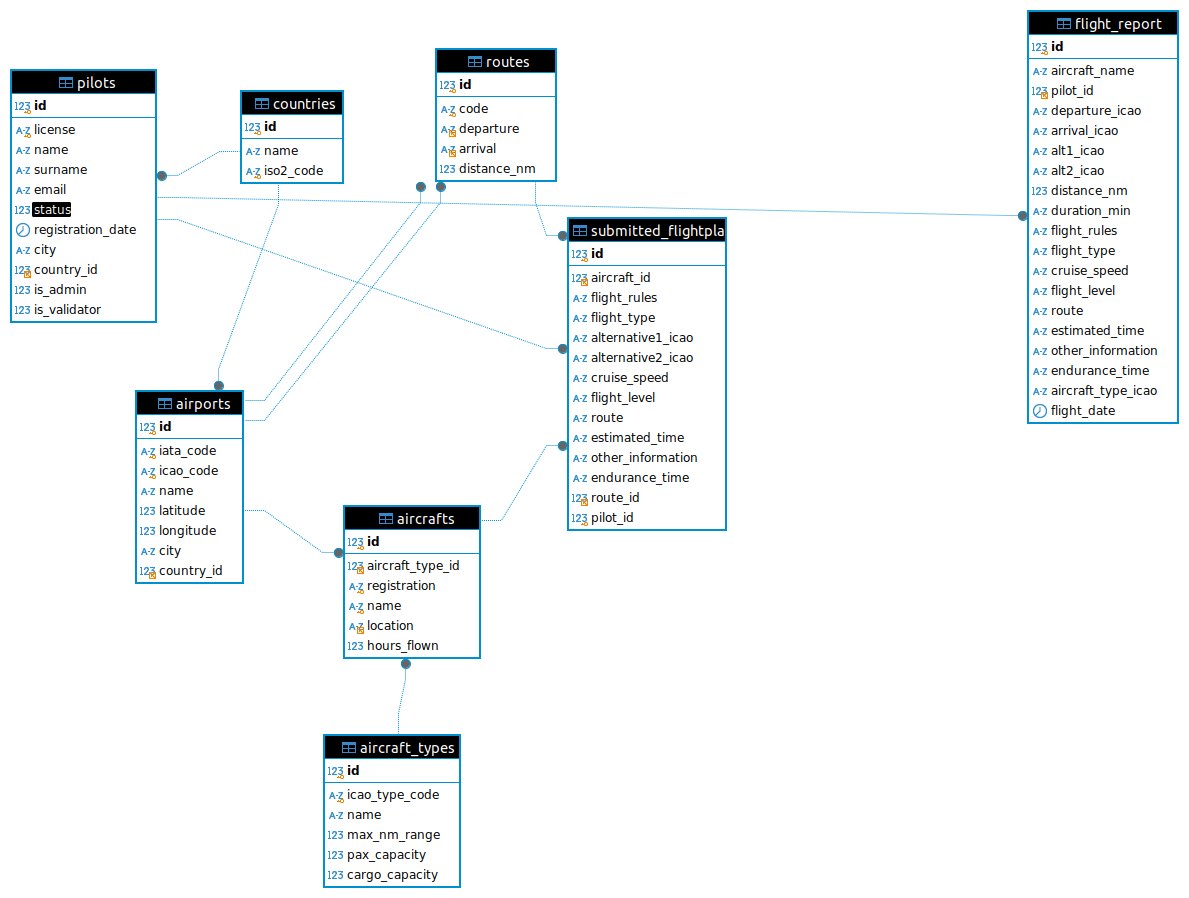 pilots
123 id
A-Z license
A-Z name
A-Z surname
A-Z email
123 status
registration_date
A-Z city
123 country_id
123 is_admin
123 is_validator
countries
123 id
A-Z name
A-Z iso2_code
routes
123 id
A-Z code
A-Z departure
A-Z arrival
123 distance_nm
flight_report
123 id
A-Z aircraft_name
123 pilot_id
A-Z departure_icao
A-Z arrival_icao
A-Z alt1_icao
A-Z alt2_icao
123 distance_nm
A-Z duration_min
A-Z flight_rules
A-Z flight_type
A-Z cruise_speed
A-Z flight_level
A-Z route
A-Z estimated_time
A-Z other_information
A-Z endurance_time
A-Z aircraft_type_icao
flight_date
submitted_flightpla
123 id
123 aircraft_id
A-Z flight_rules
A-Z flight_type
A-Z alternative1_icao
A-Z alternative2_icao
A-Z cruise_speed
A-Z flight_level
A-Z route
A-Z estimated_time
A-Z other_information
A-Z endurance_time
123 route_id
123 pilot_id
airports
123 id
A-Z iata_code
A-Z icao_code
A-Z name
123 latitude
123 longitude
A-Z city
123 country_id
aircrafts
123 id
123 aircraft_type_id
A-Z registration
A-Z name
A-Z location
123 hours_flown
aircraft_types
123 id
A-Z icao_type_code
A-Z name
123 max_nm_range
123 pax_capacity
123 cargo_capacity